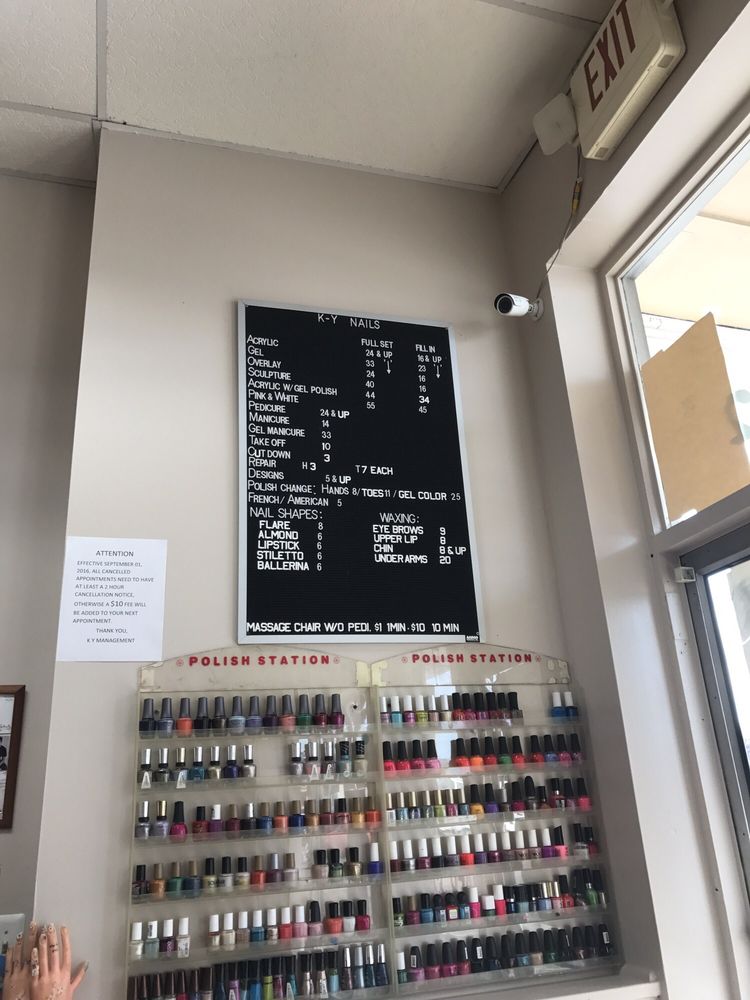 EXIT
K-Y NAILS
FULL SET FILL IN
ACRYLIC 24 & UP 16 & UP
GEL 33 23
OVERLAY 24 16
SCULPTURE 40 16
ACRYLIC W/ GEL POLISH 44 34
PINK & WHITE 55 45
PEDICURE 24 & UP
MANICURE 14
GEL MANICURE 33
TAKE OFF 10
CUT DOWN 3
REPAIR H 3 T 7 EACH
DESIGNS 5 & UP
POLISH CHANGE: HANDS 8/ TOES 11 / GEL COLOR 25
FRENCH / AMERICAN 5
NAIL SHAPES: WAXING:
FLARE 8 EYE BROWS 9
ALMOND 6 UPPER LIP 8
LIPSTICK 6 CHIN 8 & UP
STILETTO 6 UNDER ARMS 20
BALLERINA 6
MASSAGE CHAIR W/O PEDI. $1 1MIN - $10 10 MIN
ATTENTION
EFFECTIVE SEPTEMBER 01,
2016, ALL CANCELLED
APPOINTMENTS NEED TO HAVE
AT LEAST A 2 HOUR
CANCELLATION NOTICE,
OTHERWISE A $10 FEE WILL
BE ADDED TO YOUR NEXT
APPOINTMENT.
THANK YOU,
K Y MANAGEMENT
POLISH STATION POLISH STATION